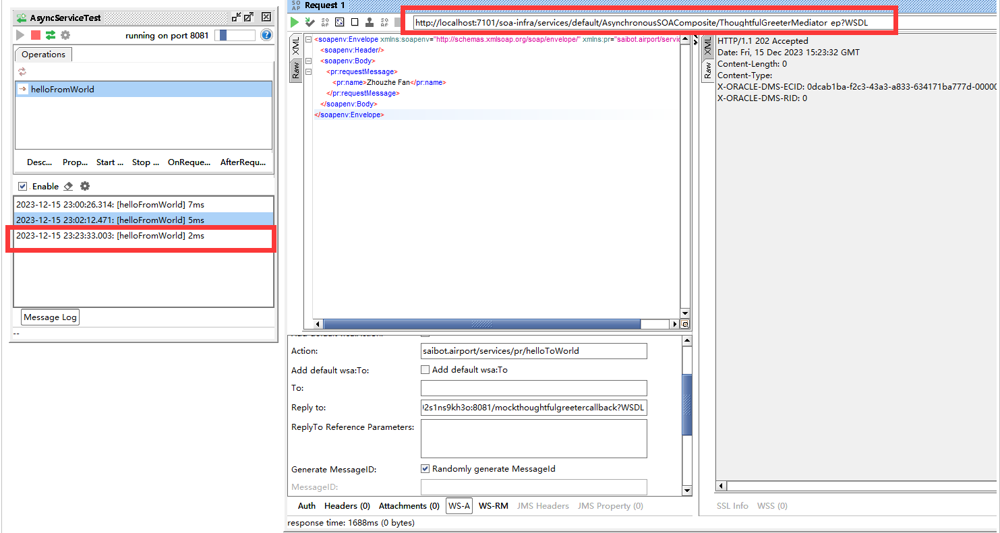 AsyncServiceTest
running on port 8081
Operations
helloFromWorld
Desc...
Prop...
Start ...
Stop ...
OnReque...
AfterRequ...
Enable
2023-12-15 23:00:26.314: [helloFromWorld] 7ms
2023-12-15 23:02:12.471: [helloFromWorld] 5ms
2023-12-15 23:23:33.003: [helloFromWorld] 2ms
Message Log
--
SO
AP
Request 1
http://localhost:7101/soa-infra/services/default/AsynchronousSOAComposite/ThoughtfulGreeterMediator ep?WSDL
XML
Raw
<soapenv:Envelope xmlns:soapenv="http://schemas.xmlsoap.org/soap/envelope/" xmlns:pr="saibot.airport/servic
<soapenv:Header/>
<soapenv:Body>
<pr:requestMessage>
<pr:name>Zhouzhe Fan</pr:name>
</pr:requestMessage>
</soapenv:Body>
</soapenv:Envelope>
Action:
saibot.airport/services/pr/helloToWorld
Add default wsa:To:
Add default wsa:To
To:
Reply to:
2s1ns9kh3o:8081/mockthoughtfulgreetercallback?WSDL
ReplyTo Reference Parameters:
Generate MessageID:
Randomly generate MessageId
MessageID:
Auth
Headers (0)
Attachments (0)
WS-A
WS-RM
JMS Headers
JMS Property (0)
response time: 1688ms (0 bytes)
XML
Raw
HTTP/1.1 202 Accepted
Date: Fri, 15 Dec 2023 15:23:32 GMT
Content-Length: 0
Content-Type:
X-ORACLE-DMS-ECID: 0dcab1ba-f2c3-43a3-a833-634171ba777d-00000
X-ORACLE-DMS-RID: 0
SSL Info
WSS (0)